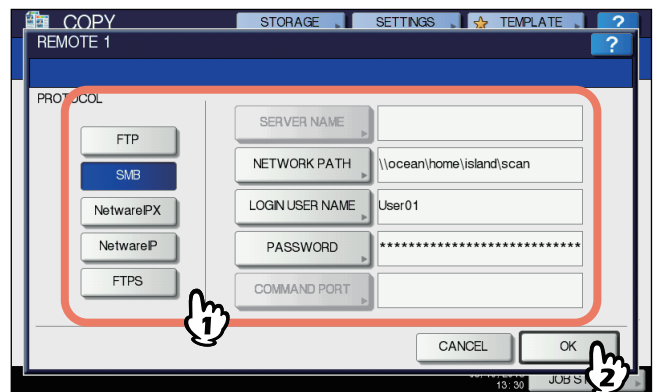 COPY STORAGE SETTINGS TEMPLATE ?
REMOTE 1 ?
PROTOCOL
FTP
SMB
NetwareIPX
NetwareIP
FTPS
SERVER NAME
NETWORK PATH \\ocean\home\island\scan
LOGIN USER NAME User01
PASSWORD ****************************
COMMAND PORT
1
CANCEL OK
2
13:30 JOB S